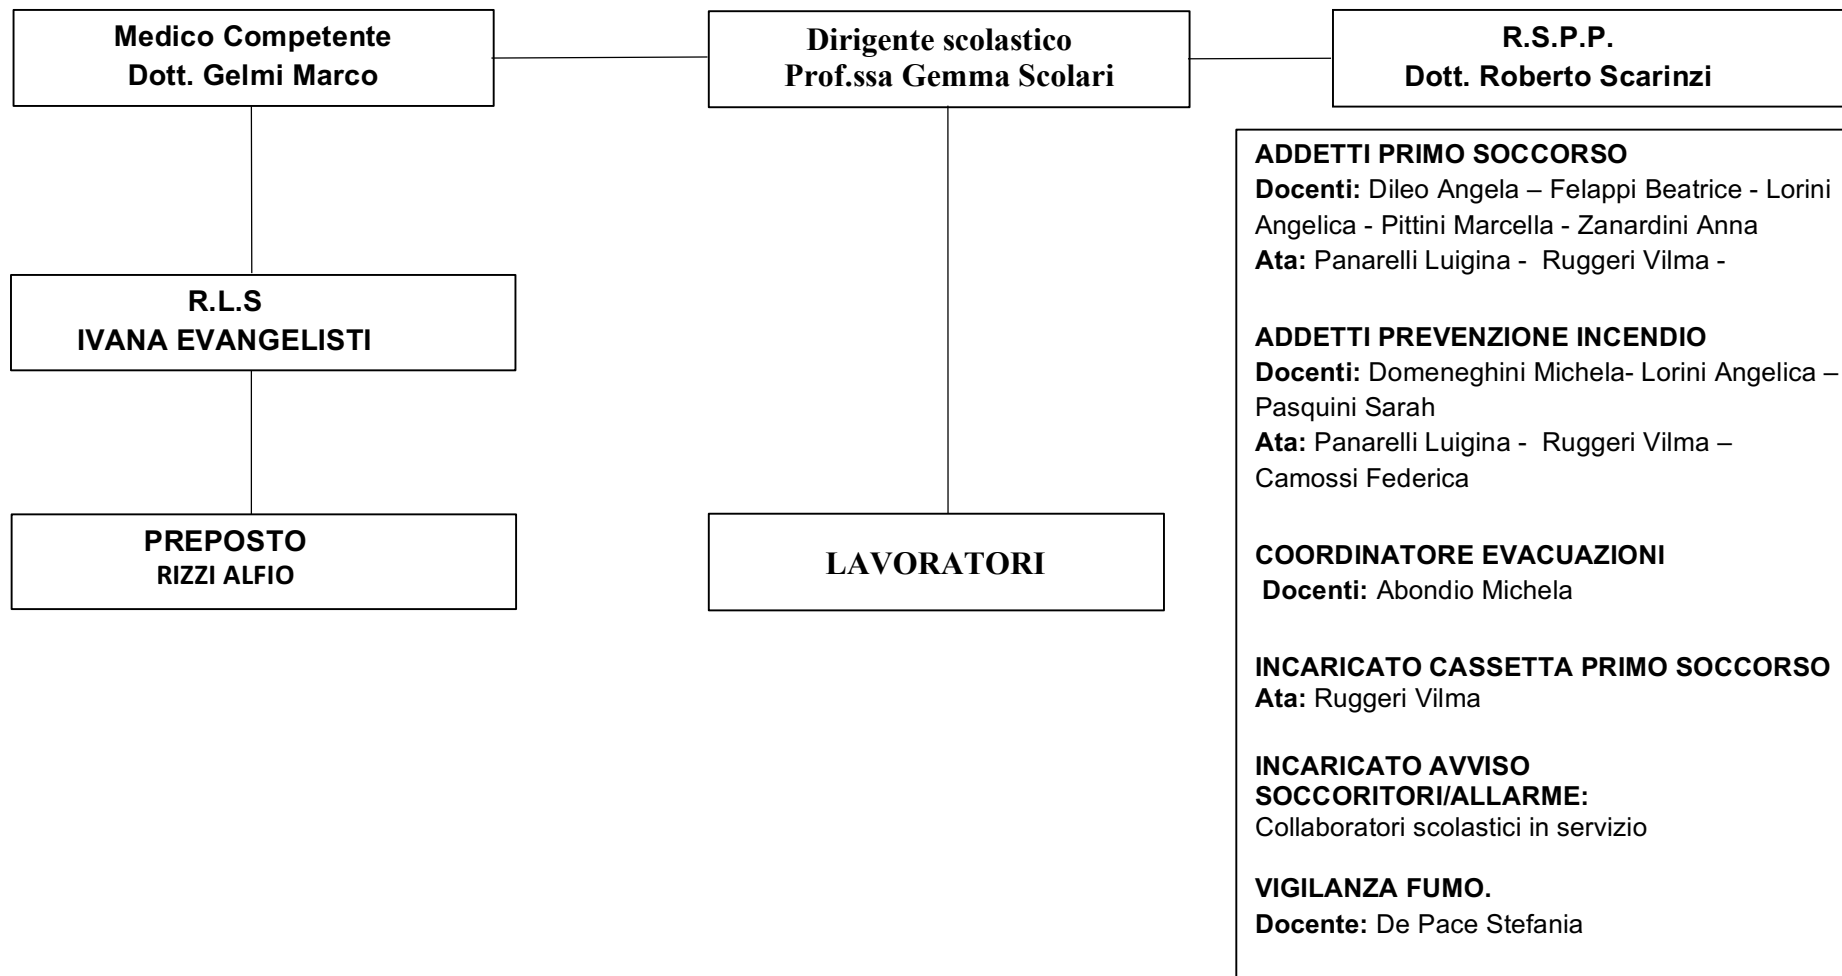 Medico Competente
Dott. Gelmi Marco
Dirigente scolastico
Prof.ssa Gemma Scolari
R.S.P.P.
Dott. Roberto Scarinzi
R.L.S
IVANA EVANGELISTI
PREPOSTO
RIZZI ALFIO
LAVORATORI
ADDETTI PRIMO SOCCORSO
Docenti: Dileo Angela – Felappi Beatrice - Lorini
Angelica - Pittini Marcella - Zanardini Anna
Ata: Panarelli Luigina - Ruggeri Vilma -
ADDETTI PREVENZIONE INCENDIO
Docenti: Domeneghini Michela- Lorini Angelica –
Pasquini Sarah
Ata: Panarelli Luigina - Ruggeri Vilma –
Camossi Federica
COORDINATORE EVACUAZIONI
Docenti: Abondio Michela
INCARICATO CASSETTA PRIMO SOCCORSO
Ata: Ruggeri Vilma
INCARICATO AVVISO
SOCCORITORI/ALLARME:
Collaboratori scolastici in servizio
VIGILANZA FUMO.
Docente: De Pace Stefania